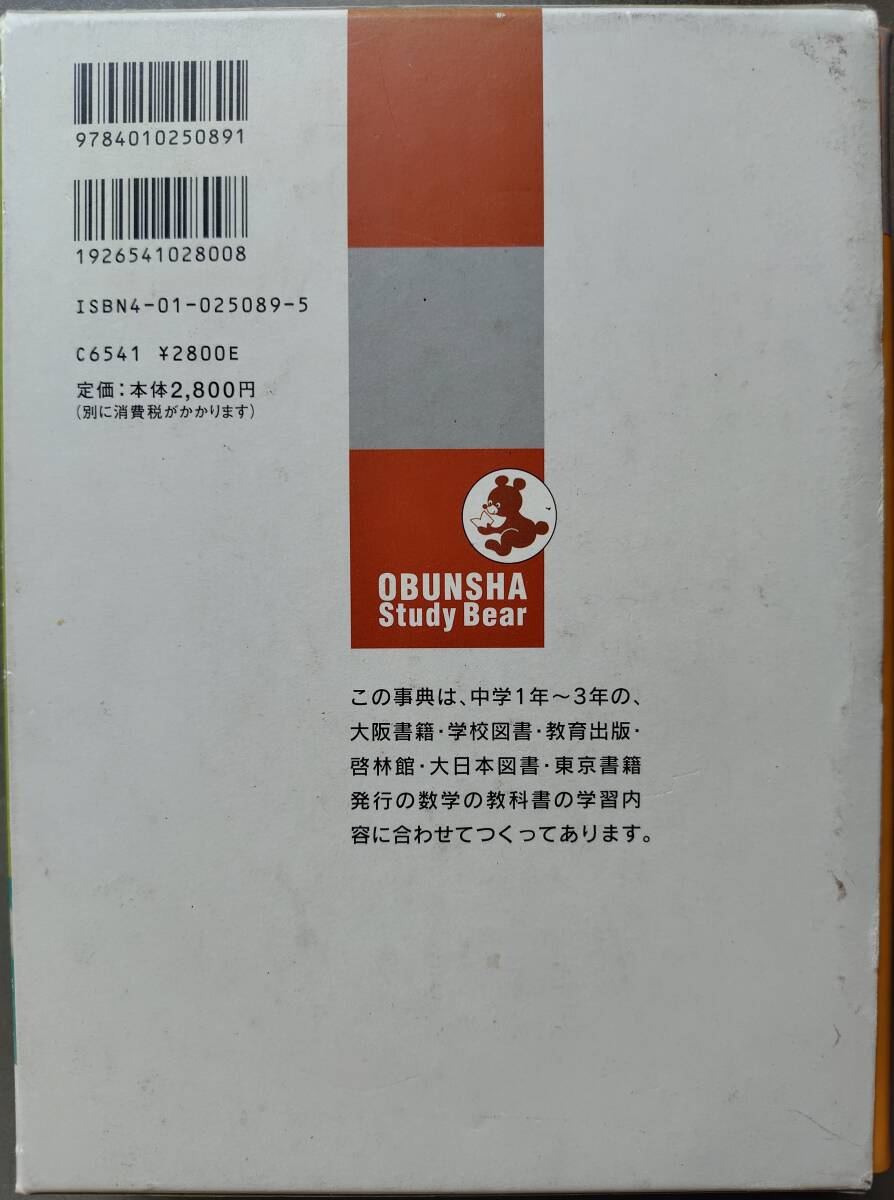 9784010250891
1926541028008
ISBN4-01-025089-5
C6541 ¥2800E
定価：本体2,800円
（別に消費税がかかります）
OBUNSHA
Study Bear
この事典は、中学1年〜3年の、
大阪書籍・学校図書・教育出版・
啓林館・大日本図書・東京書籍
発行の数学の教科書の学習内
容に合わせてつくってあります。